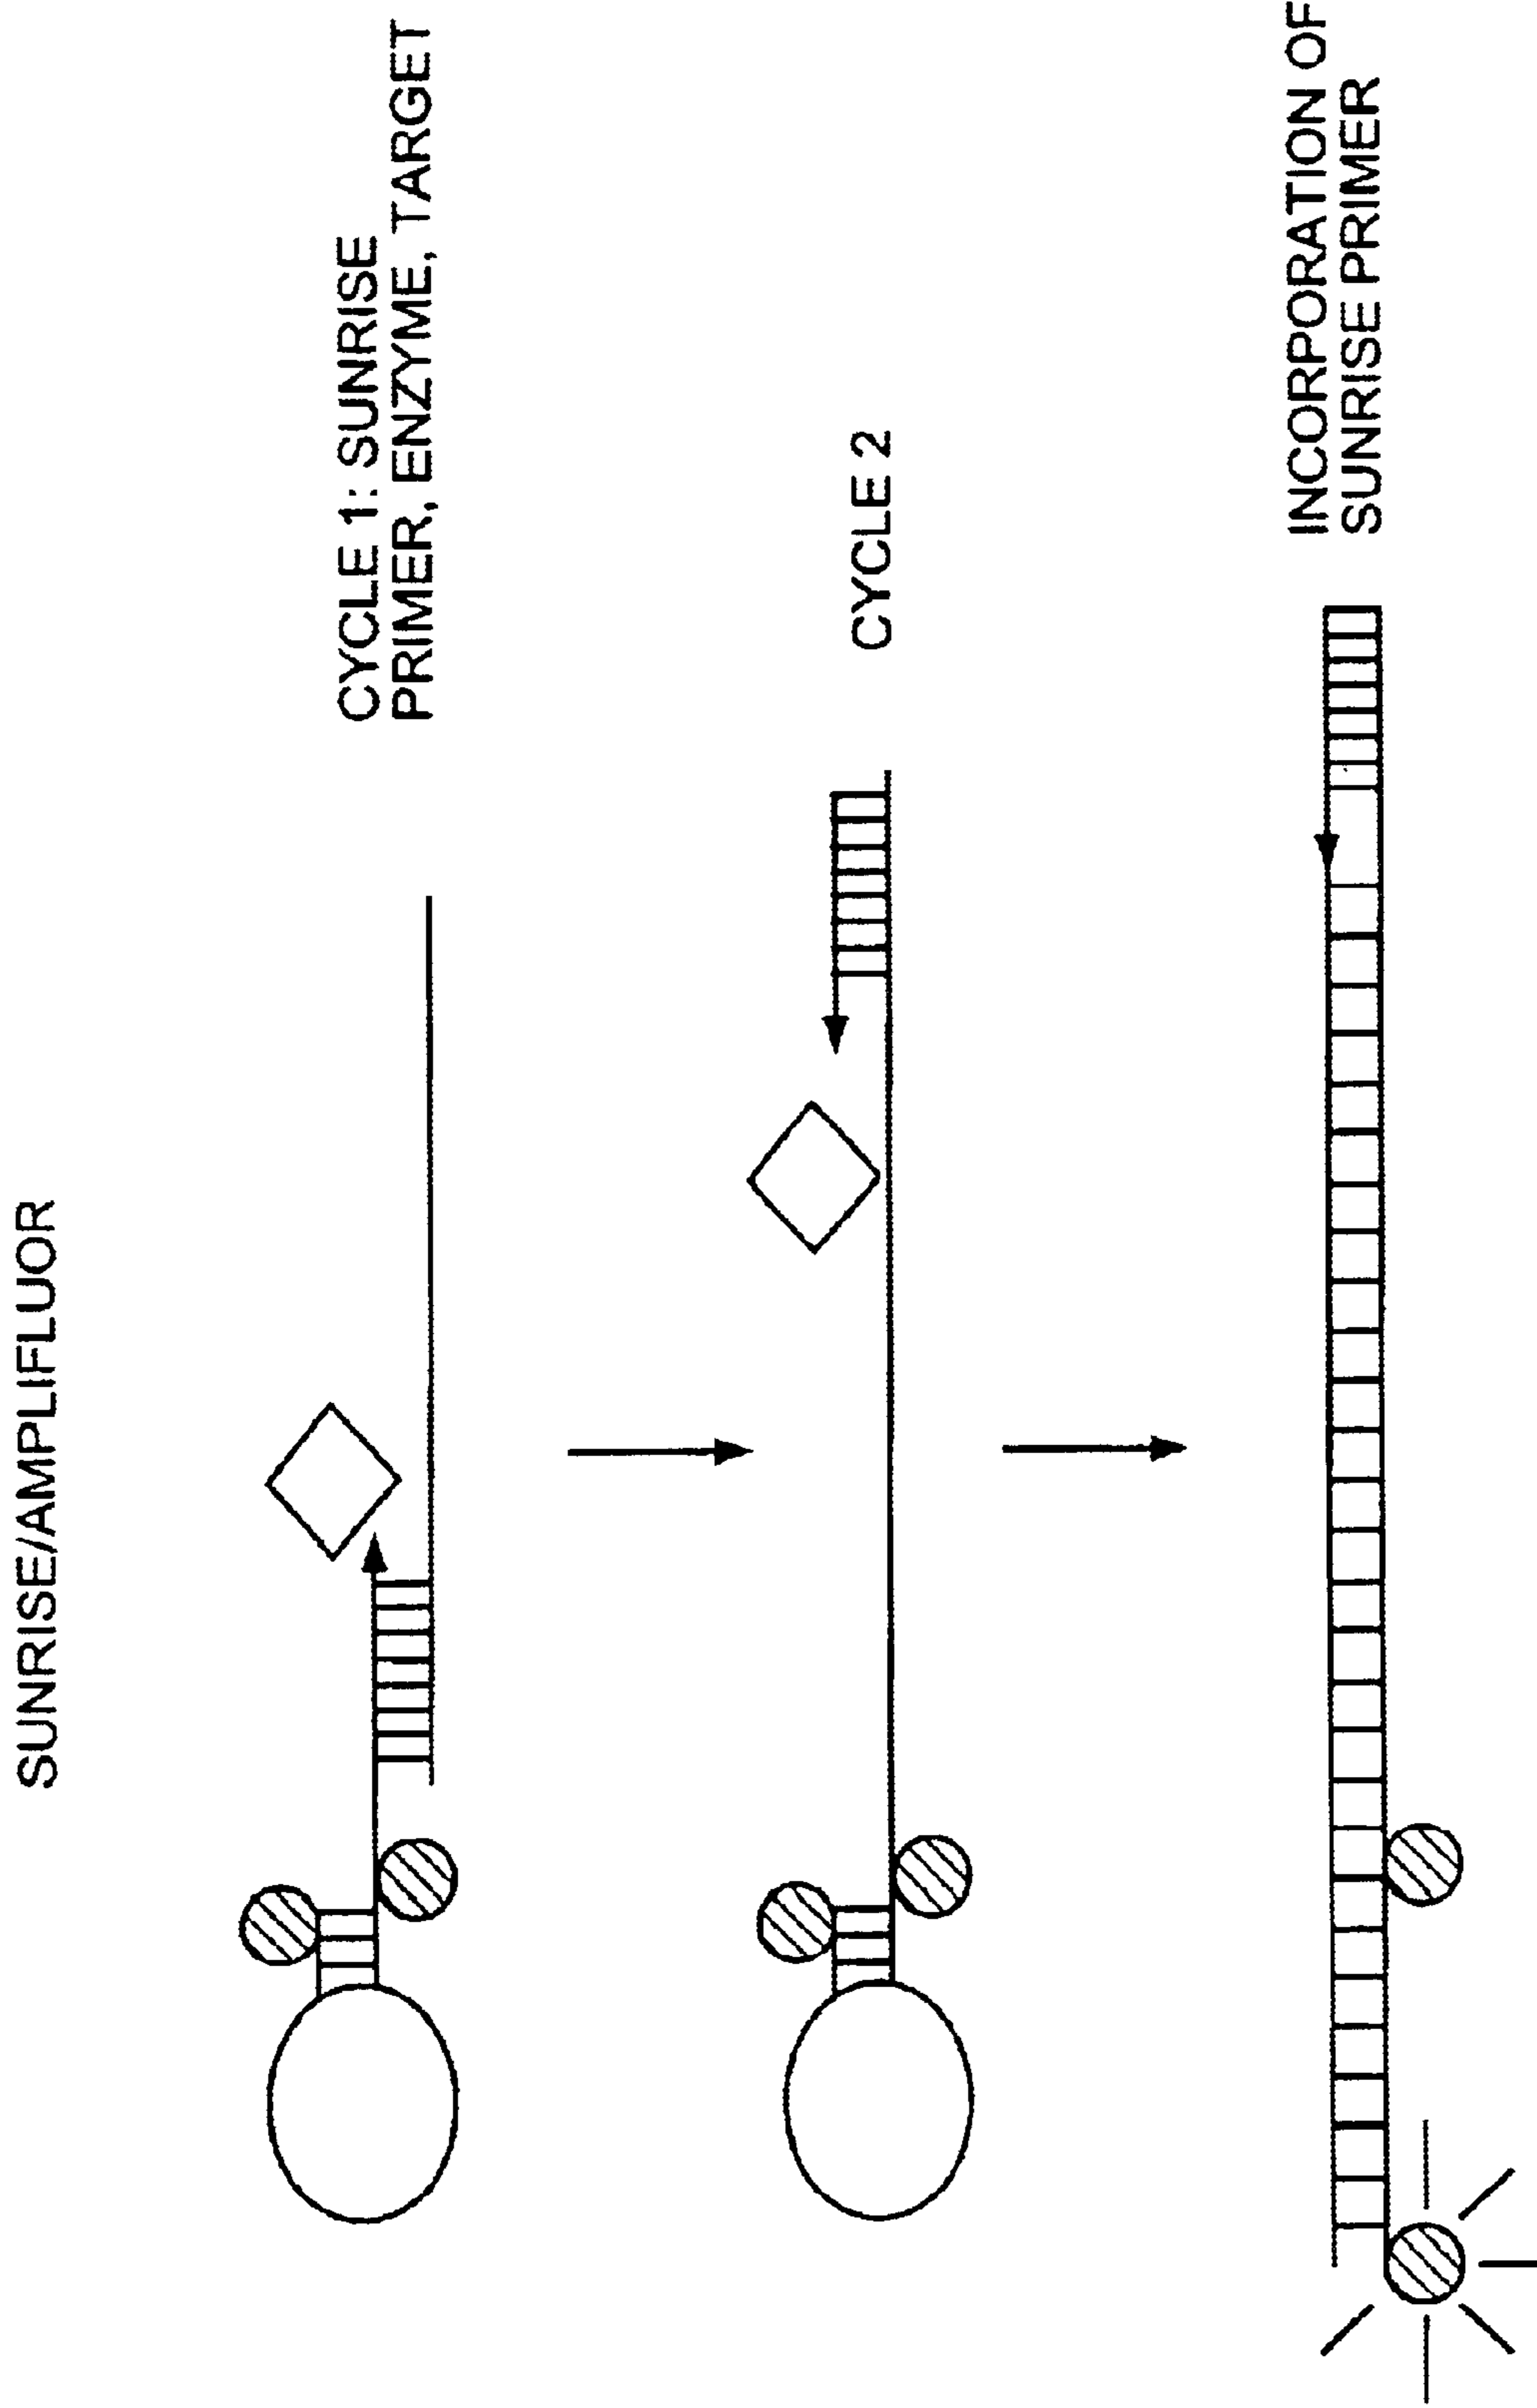 SUNRISE/AMPLIFLUOR
CYCLE 1: SUNRISE
PRIMER, ENZYME, TARGET
CYCLE 2
INCORPORATION OF
SUNRISE PRIMER